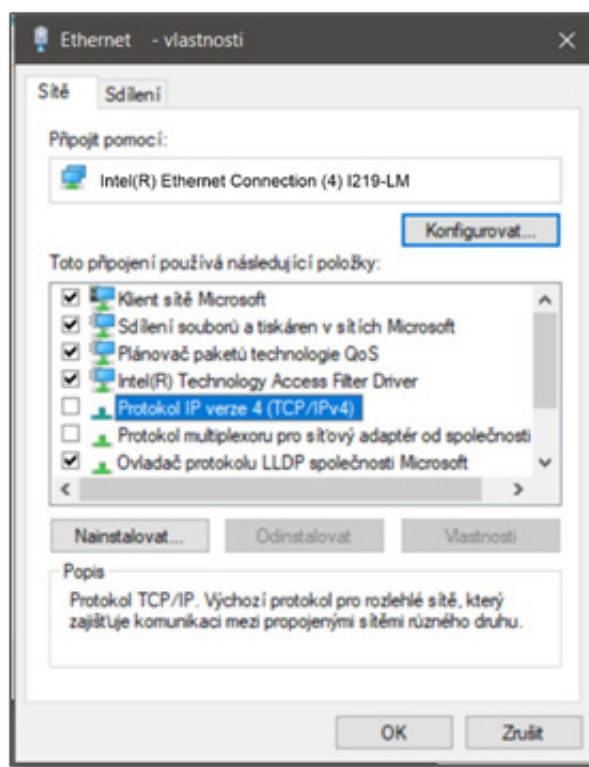 Ethernet - vlastnosti
Sítě Sdílení
Připojit pomocí:
Intel(R) Ethernet Connection (4) I219-LM
Konfigurovat...
Toto připojení používá následující položky:
Klient sítě Microsoft
Sdílení souborů a tiskáren v sítích Microsoft
Plánovač paketů technologie QoS
Intel(R) Technology Access Filter Driver
Protokol IP verze 4 (TCP/IPv4)
Protokol multiplexoru pro síťový adaptér od společnosti
Ovladač protokolu LLDP společnosti Microsoft
Nainstalovat... Odinstalovat Vlastnosti
Popis
Protokol TCP/IP. Výchozí protokol pro rozlehlé sítě, který
zajišťuje komunikaci mezi propojenými sítěmi různého druhu.
OK Zrušit